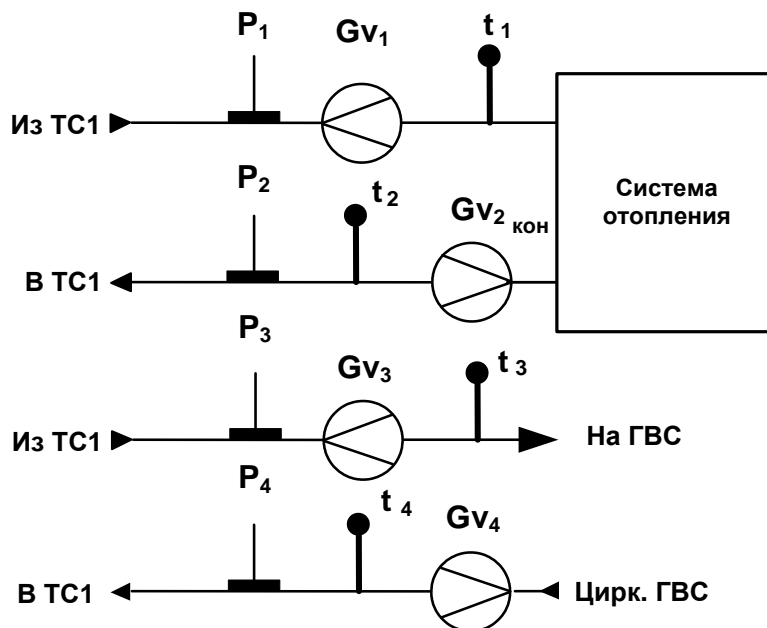 P₁
Gv₁
t₁
Из ТС1
Система
отопления
P₂
t₂
Gv₂ кон
В ТС1
P₃
Gv₃
t₃
Из ТС1
На ГВС
P₄
t₄
Gv₄
В ТС1
Цирк. ГВС